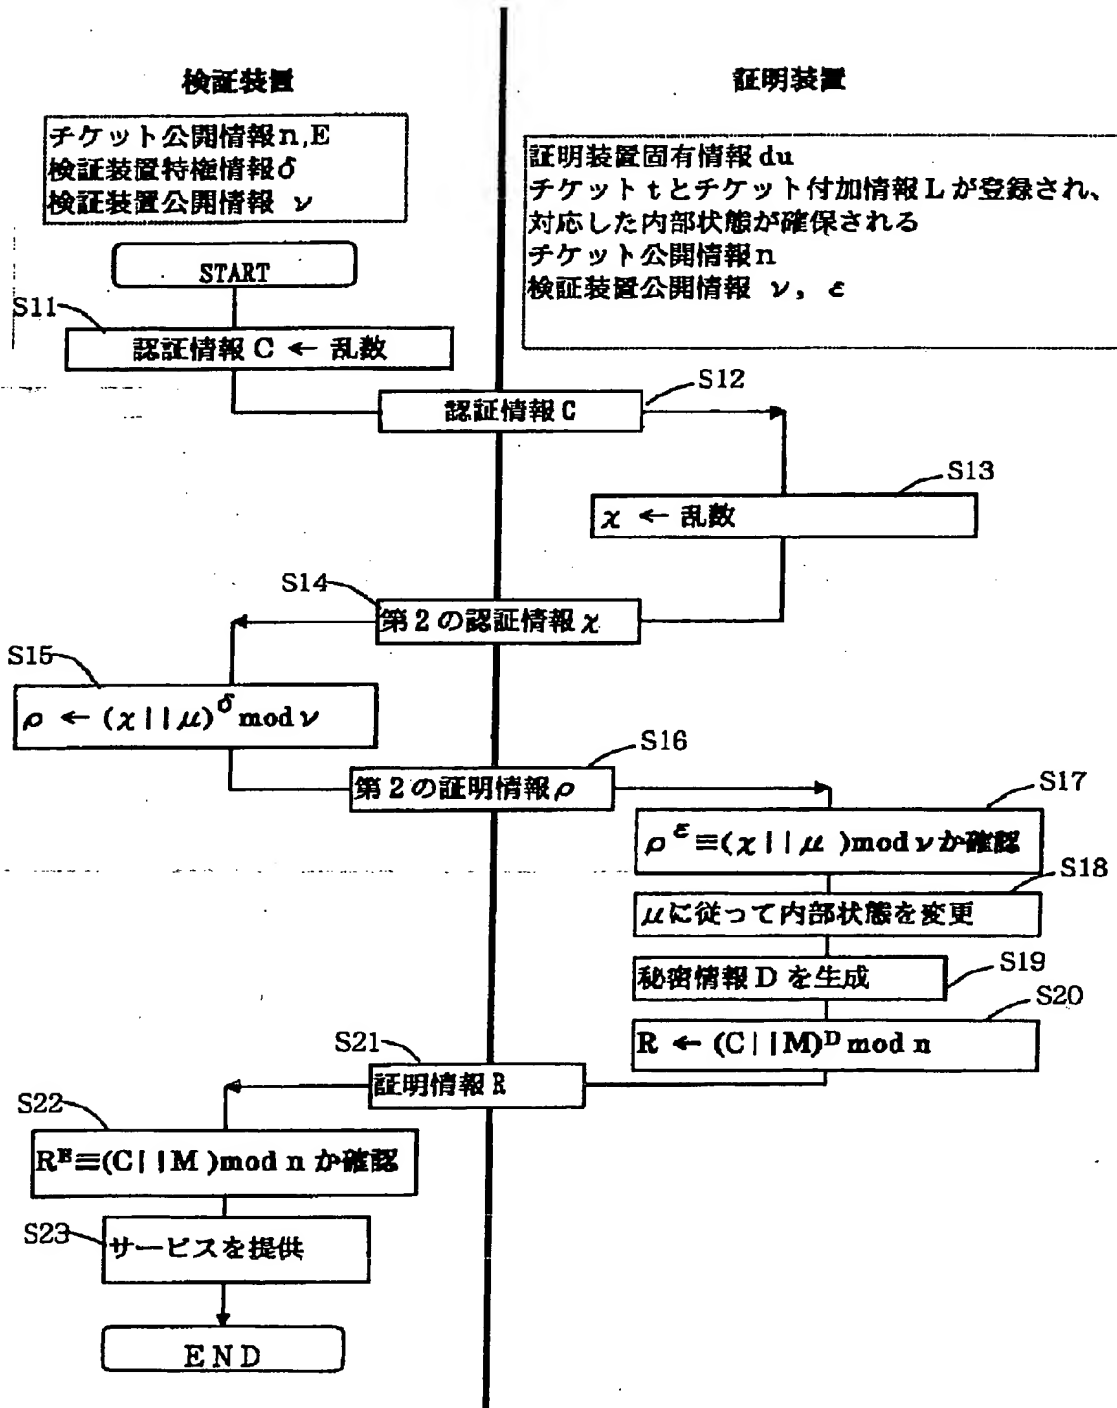 検証装置
証明装置
チケット公開情報n,E
検証装置特権情報δ
検証装置公開情報 ν
証明装置固有情報du
チケットtとチケット付加情報Lが登録され、
対応した内部状態が確保される
チケット公開情報n
検証装置公開情報 ν, ε
START
S11
認証情報C ← 乱数
S12
認証情報C
S13
χ ← 乱数
S14
第2の認証情報χ
S15
ρ ← (χ||μ)^δ mod ν
S16
第2の証明情報ρ
S17
ρ^ε≡(χ||μ )mod νか確認
S18
μに従って内部状態を変更
S19
秘密情報Dを生成
S20
R ← (C||M)^D mod n
S21
証明情報R
S22
R^E≡(C||M )mod n か確認
S23
サービスを提供
END